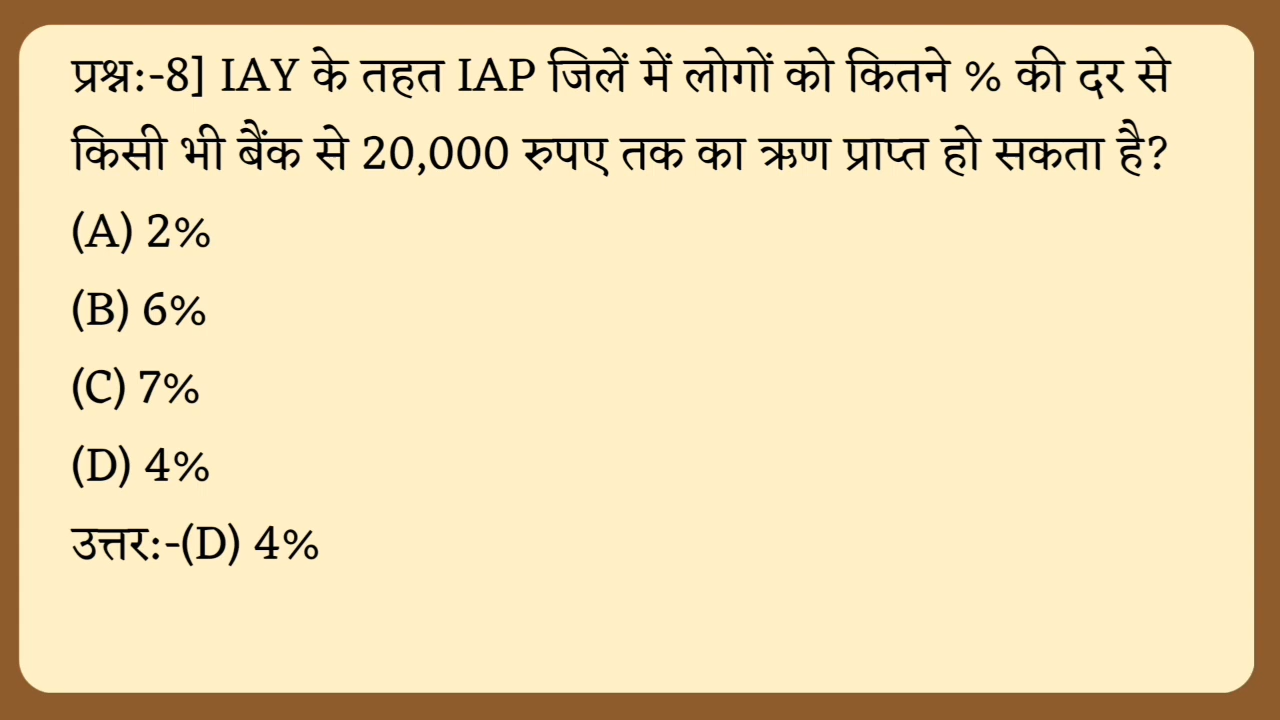 प्रश्न:-8] IAY के तहत IAP जिलें में लोगों को कितने % की दर से
किसी भी बैंक से 20,000 रुपए तक का ऋण प्राप्त हो सकता है?
(A) 2%
(B) 6%
(C) 7%
(D) 4%
उत्तर:-(D) 4%